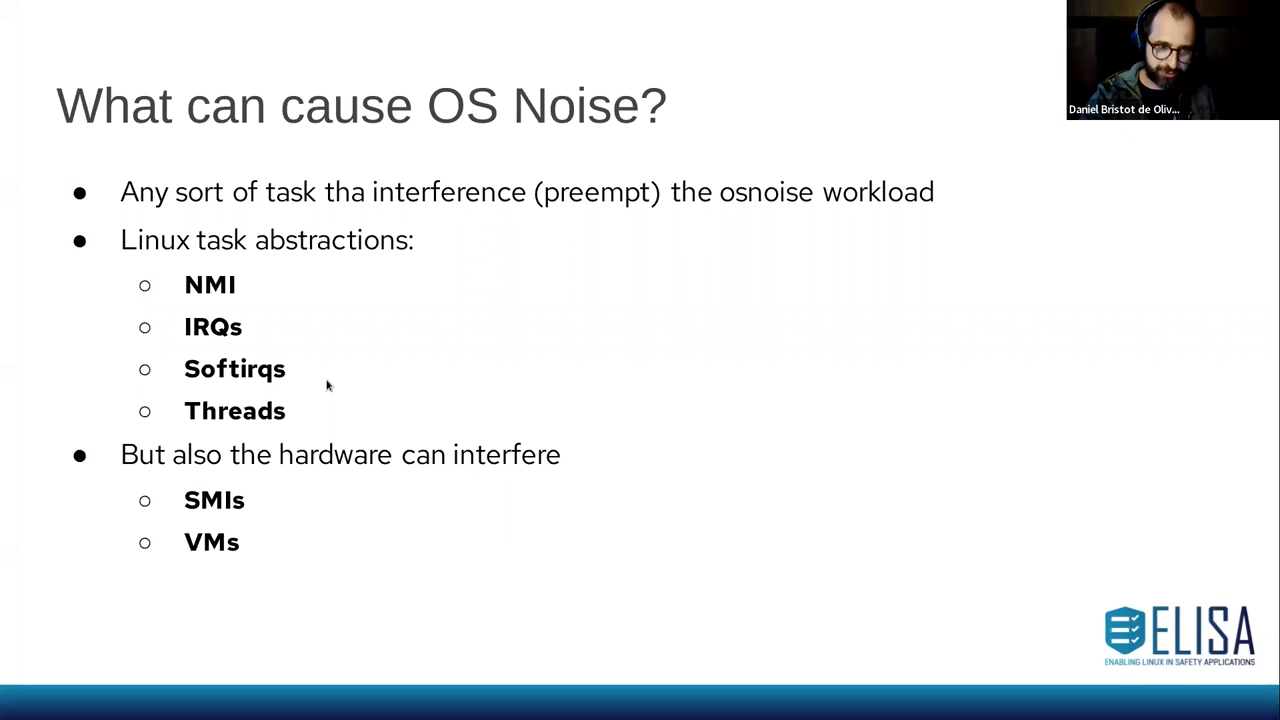 What can cause OS Noise?
Daniel Bristot de Oliv...
● Any sort of task tha interference (preempt) the osnoise workload
● Linux task abstractions:
○ NMI
○ IRQs
○ Softirqs
○ Threads
● But also the hardware can interfere
○ SMIs
○ VMs
ELISA
ENABLING LINUX IN SAFETY APPLICATIONS